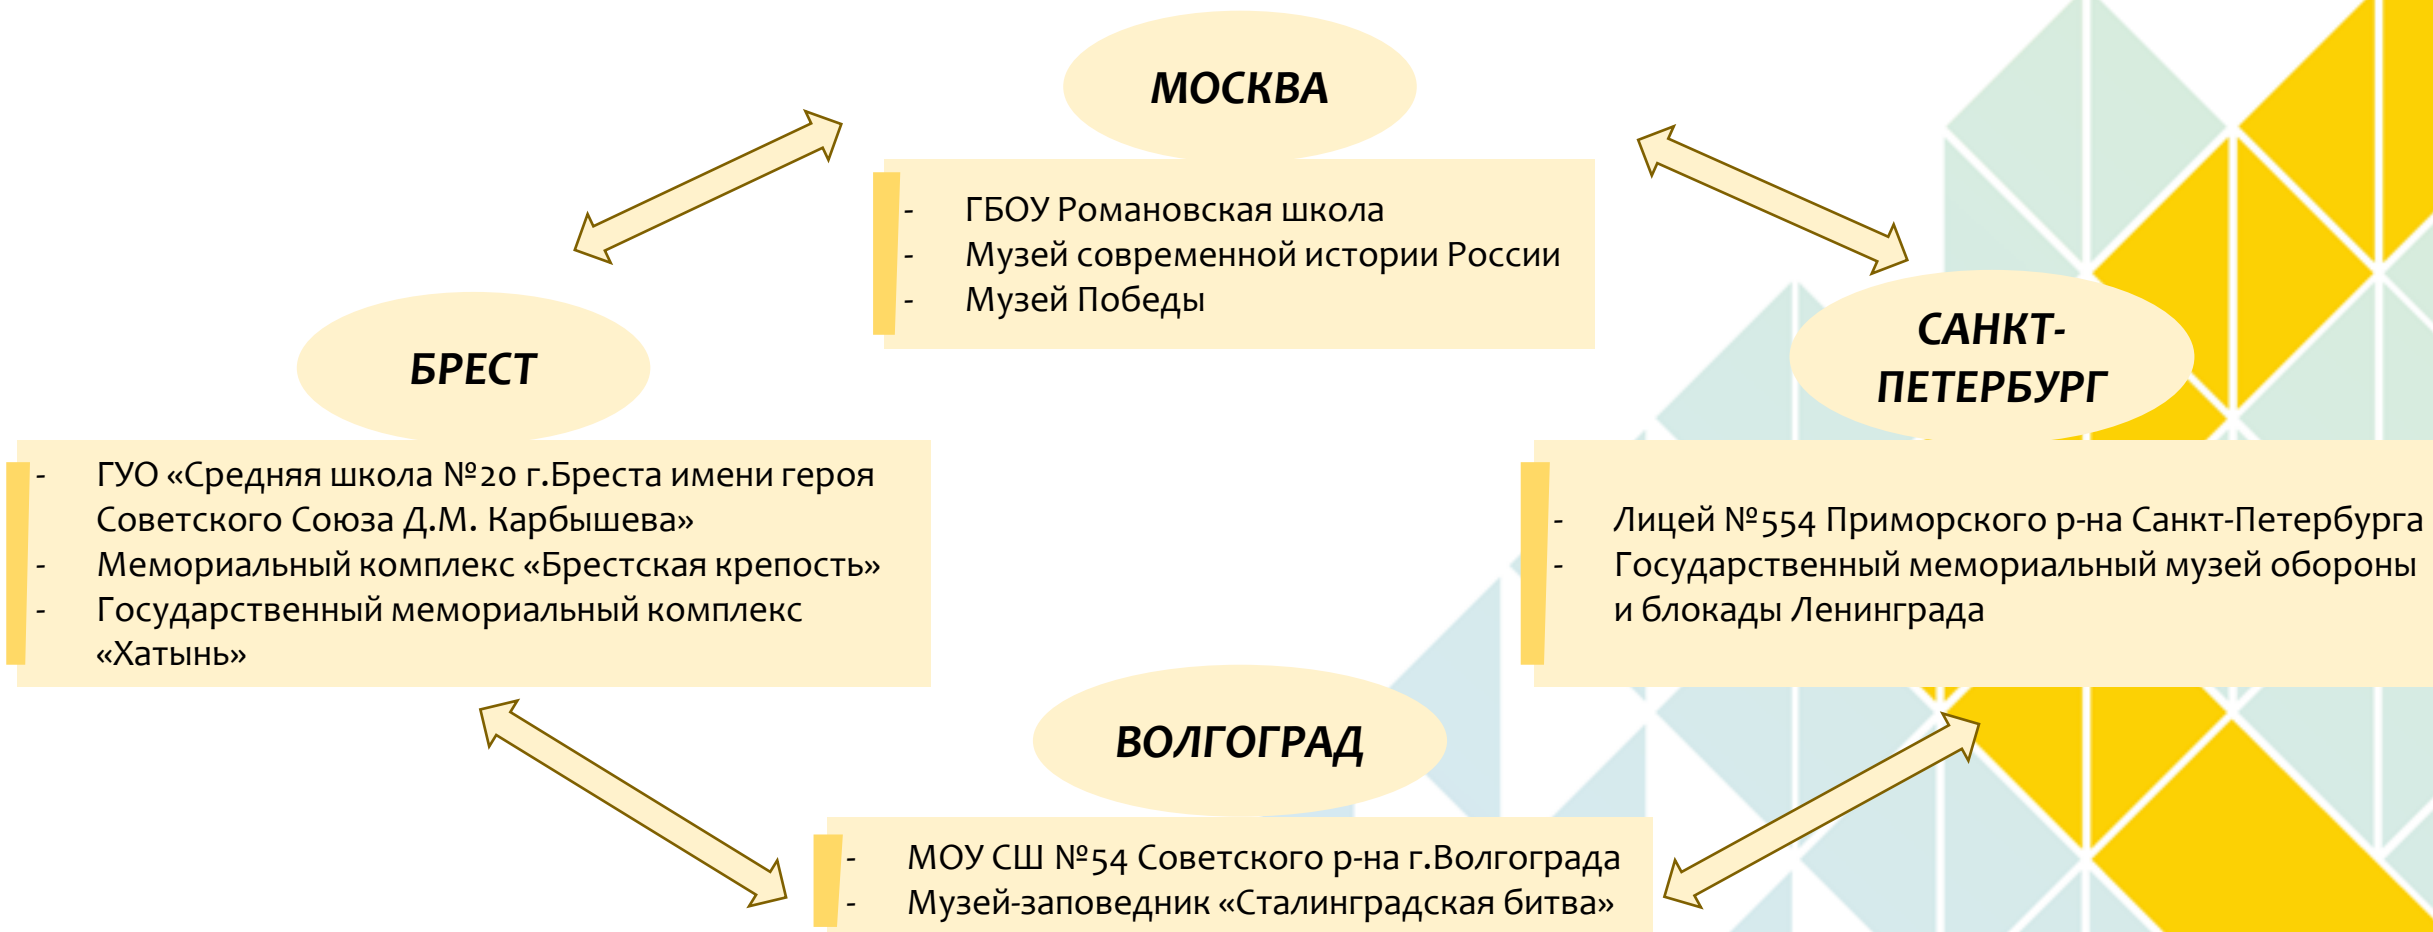 МОСКВА
- ГБОУ Романовская школа
- Музей современной истории России
- Музей Победы
БРЕСТ
- ГУО «Средняя школа №20 г.Бреста имени героя
Советского Союза Д.М. Карбышева»
- Мемориальный комплекс «Брестская крепость»
- Государственный мемориальный комплекс
«Хатынь»
САНКТ-
ПЕТЕРБУРГ
- Лицей №554 Приморского р-на Санкт-Петербурга
- Государственный мемориальный музей обороны
и блокады Ленинграда
ВОЛГОГРАД
- МОУ СШ №54 Советского р-на г.Волгограда
- Музей-заповедник «Сталинградская битва»